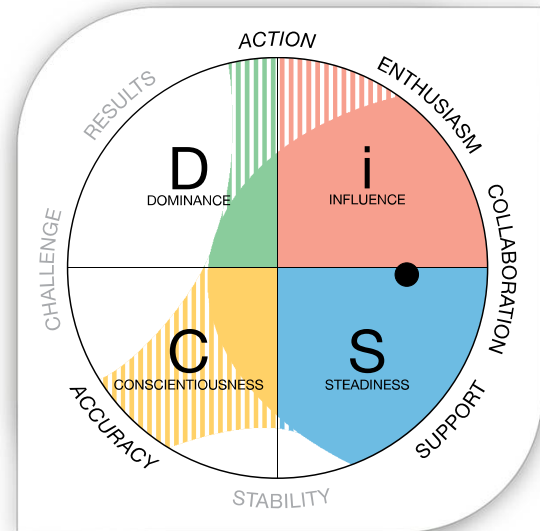 ACTION
ENTHUSIASM
COLLABORATION
SUPPORT
STABILITY
ACCURACY
CHALLENGE
RESULTS
D
DOMINANCE
i
INFLUENCE
C
CONSCIENTIOUSNESS
S
STEADINESS